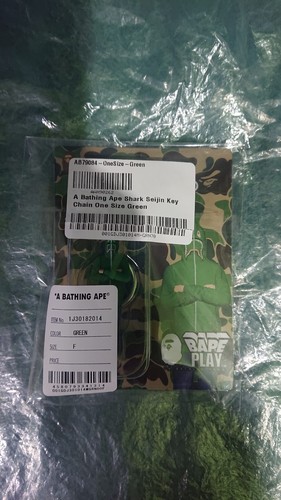 AB79084-OneSize-Green
A Bathing Ape Shark Seijin Key
Chain One Size Green
"A BATHING APE"
ITEM No. 1J30182014
COLOR GREEN
SIZE F
PRICE
BAPE
PLAY